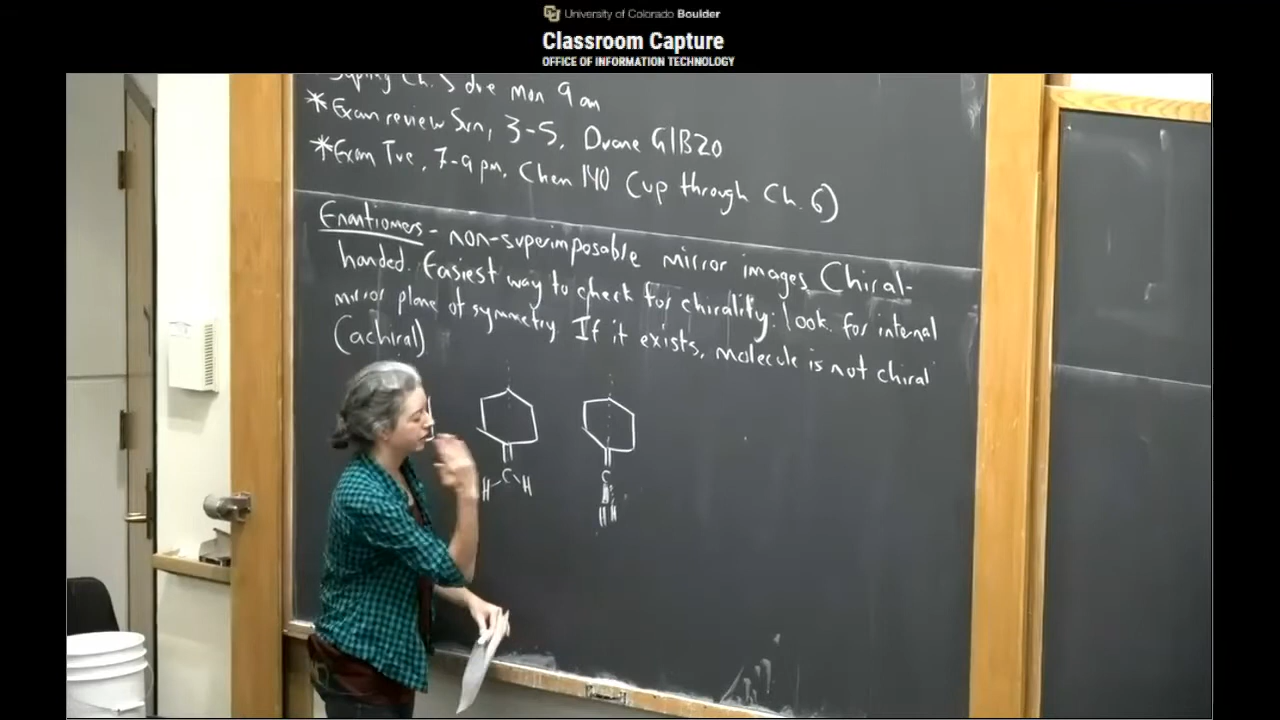 University of Colorado Boulder
Classroom Capture
OFFICE OF INFORMATION TECHNOLOGY
Ch. 5 due Mon 9 am
*Exam review Sun, 3-5, Duane G1B20
*Exam Tue, 7-9 pm, Chem 140 (up through Ch. 6)
Enantiomers - non-superimposable mirror images, Chiral-
handed. Easiest way to check for chirality: look for internal
mirror plane of symmetry. If it exists, molecule is not chiral
(achiral)
C C
H H
H H